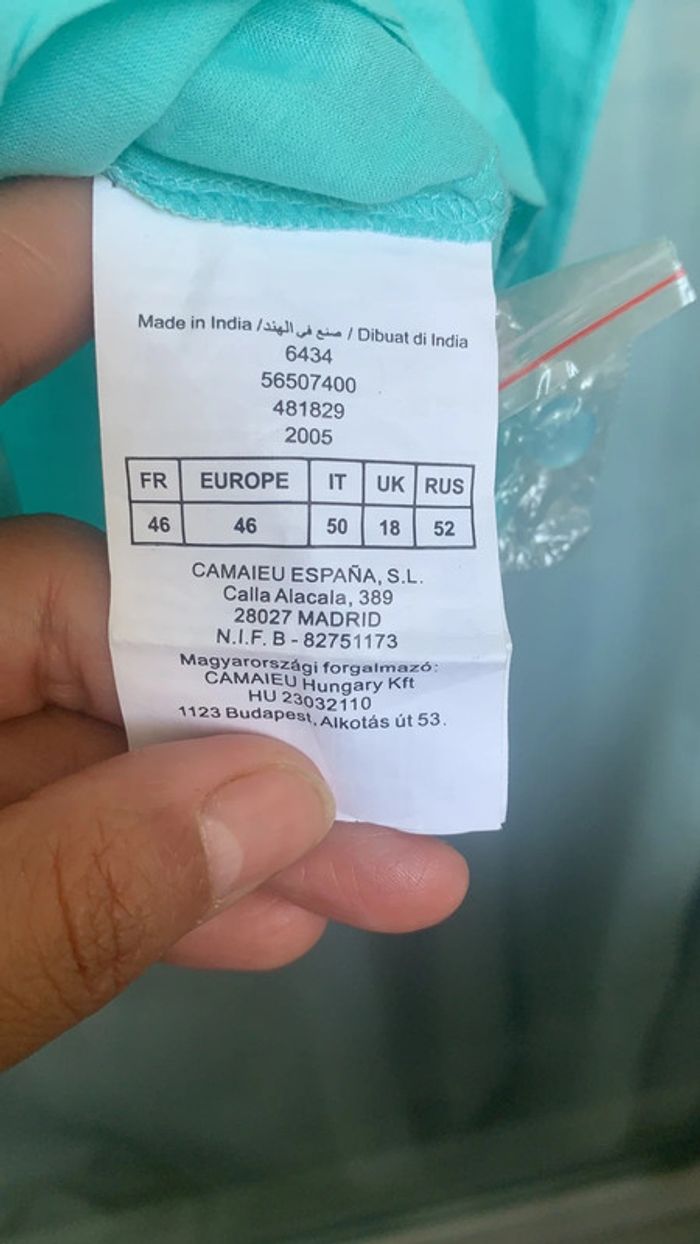 Made in India / صنع في الهند / Dibuat di India
6434
56507400
481829
2005
FR EUROPE IT UK RUS
46 46 50 18 52
CAMAIEU ESPAÑA, S.L.
Calla Alacala, 389
28027 MADRID
N.I.F. B - 82751173
Magyarországi forgalmazó:
CAMAIEU Hungary Kft
HU 23032110
1123 Budapest, Alkotás út 53.